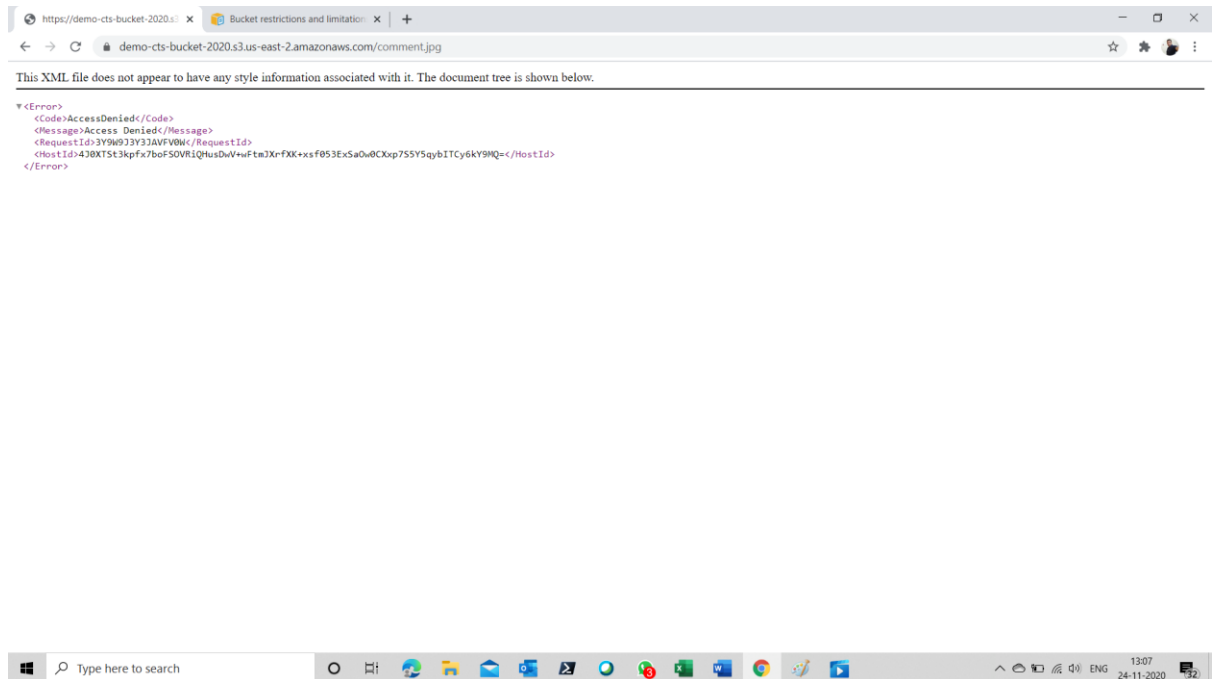 https://demo-cts-bucket-2020.s3
Bucket restrictions and limitation
demo-cts-bucket-2020.s3.us-east-2.amazonaws.com/comment.jpg
This XML file does not appear to have any style information associated with it. The document tree is shown below.
<Error>
<Code>AccessDenied</Code>
<Message>Access Denied</Message>
<RequestId>3Y9W9J3Y3JAVFV0W</RequestId>
<HostId>4J0XTSt3kpfx7boFSOVRiQHusDwV+wFtmJXrfXK+xsf053ExSaOw0CXxp7S5Y5qybITCy6kY9MQ=</HostId>
</Error>
Type here to search
3
ENG
13:07
24-11-2020
32